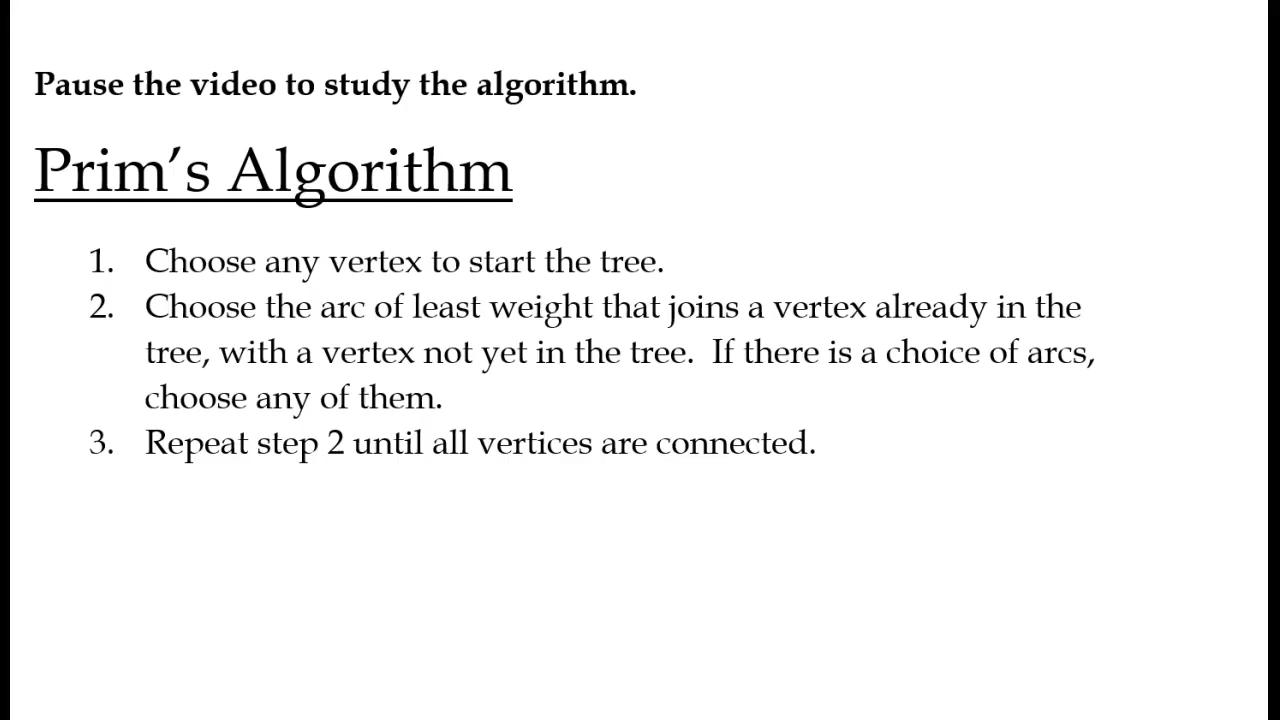 Pause the video to study the algorithm.
Prim’s Algorithm
1. Choose any vertex to start the tree.
2. Choose the arc of least weight that joins a vertex already in the
tree, with a vertex not yet in the tree. If there is a choice of arcs,
choose any of them.
3. Repeat step 2 until all vertices are connected.